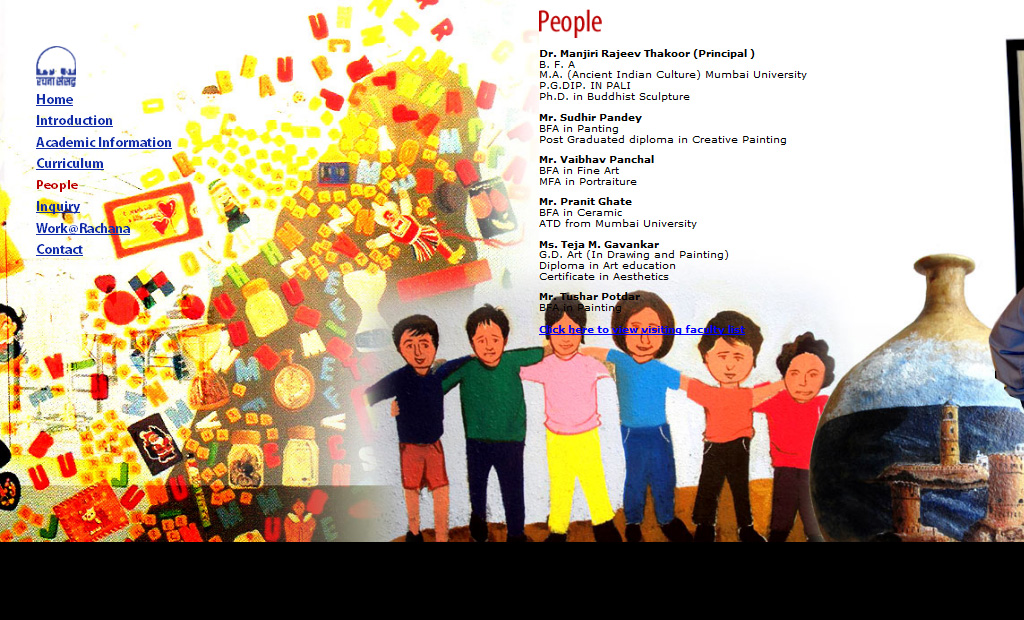 रचना संसद
Home
Introduction
Academic Information
Curriculum
People
Inquiry
Work@Rachana
Contact
People
Dr. Manjiri Rajeev Thakoor (Principal )
B. F. A
M.A. (Ancient Indian Culture) Mumbai University
P.G.DIP. IN PALI
Ph.D. in Buddhist Sculpture
Mr. Sudhir Pandey
BFA in Panting
Post Graduated diploma in Creative Painting
Mr. Vaibhav Panchal
BFA in Fine Art
MFA in Portraiture
Mr. Pranit Ghate
BFA in Ceramic
ATD from Mumbai University
Ms. Teja M. Gavankar
G.D. Art (In Drawing and Painting)
Diploma in Art education
Certificate in Aesthetics
Mr. Tushar Potdar
BFA in Painting
Click here to view visiting faculty list